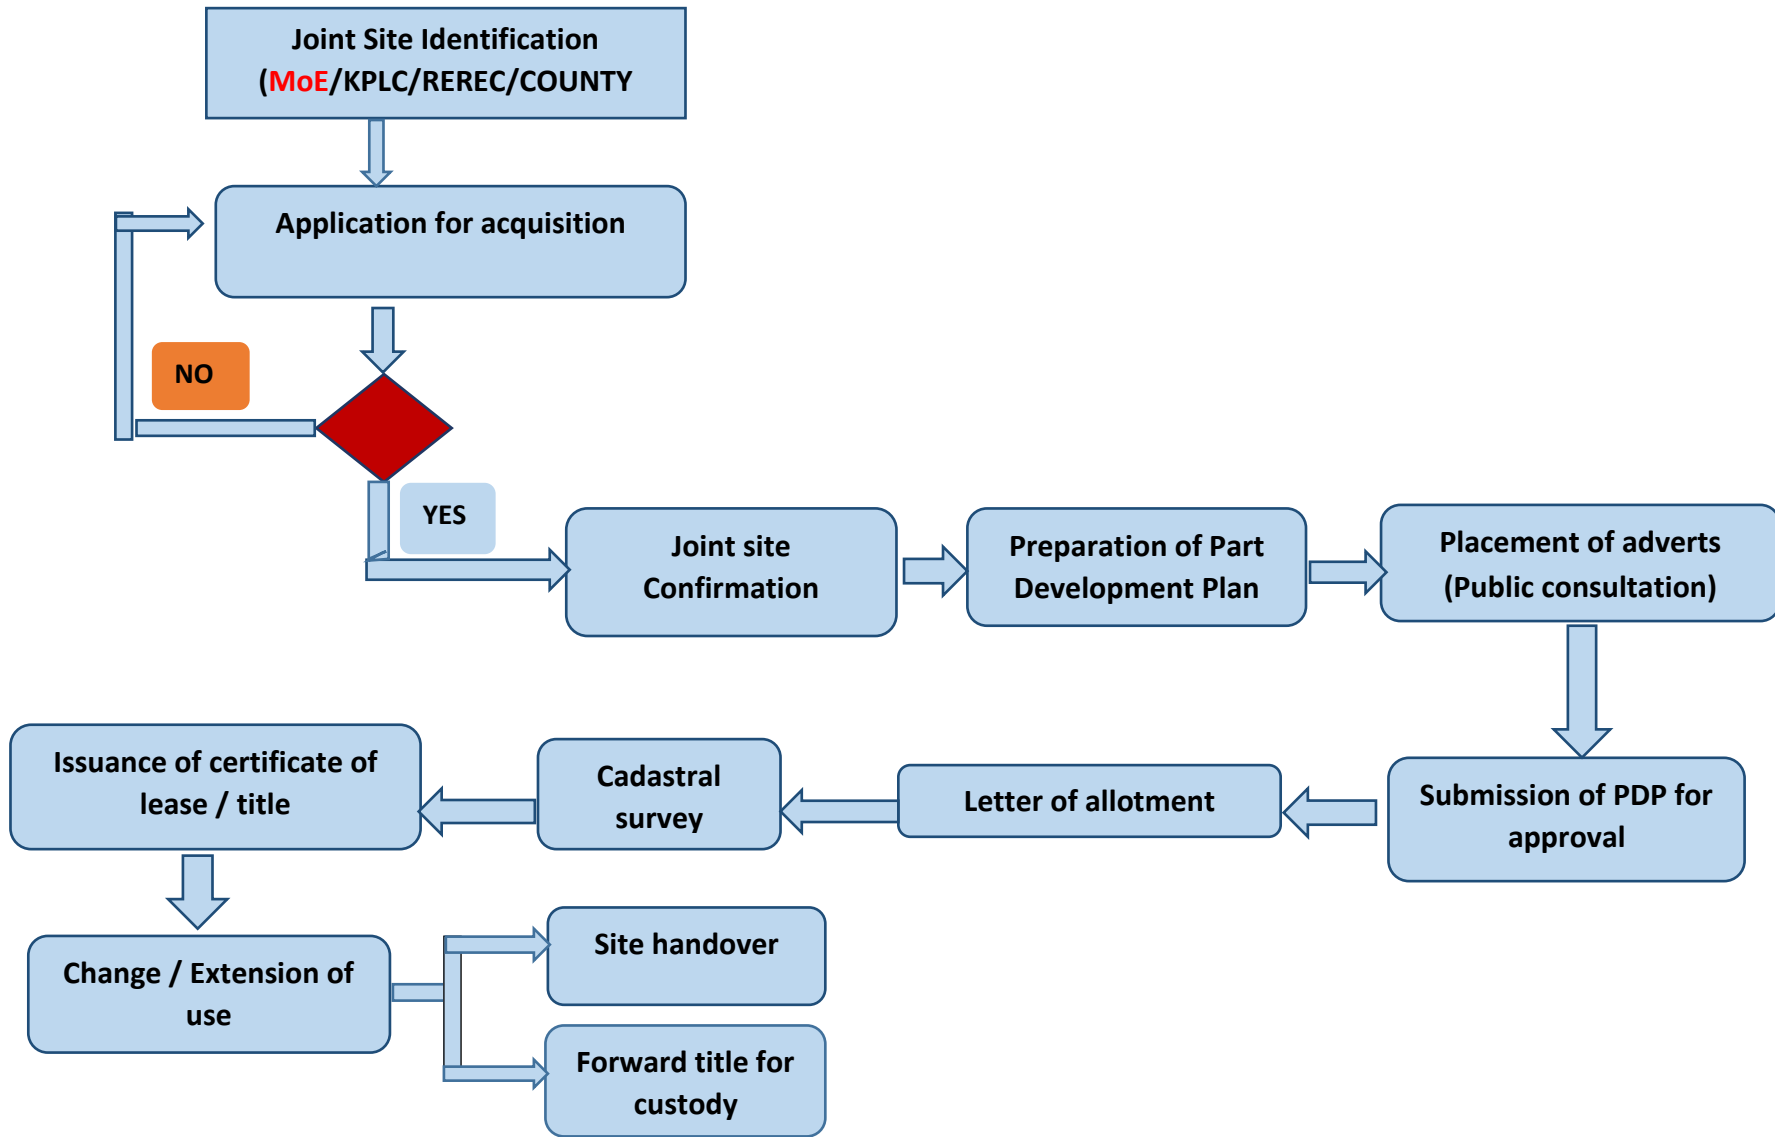 Joint Site Identification
(MoE/KPLC/REREC/COUNTY
Application for acquisition
NO
YES
Joint site
Confirmation
Preparation of Part
Development Plan
Placement of adverts
(Public consultation)
Submission of PDP for
approval
Letter of allotment
Cadastral
survey
Issuance of certificate of
lease / title
Change / Extension of
use
Site handover
Forward title for
custody